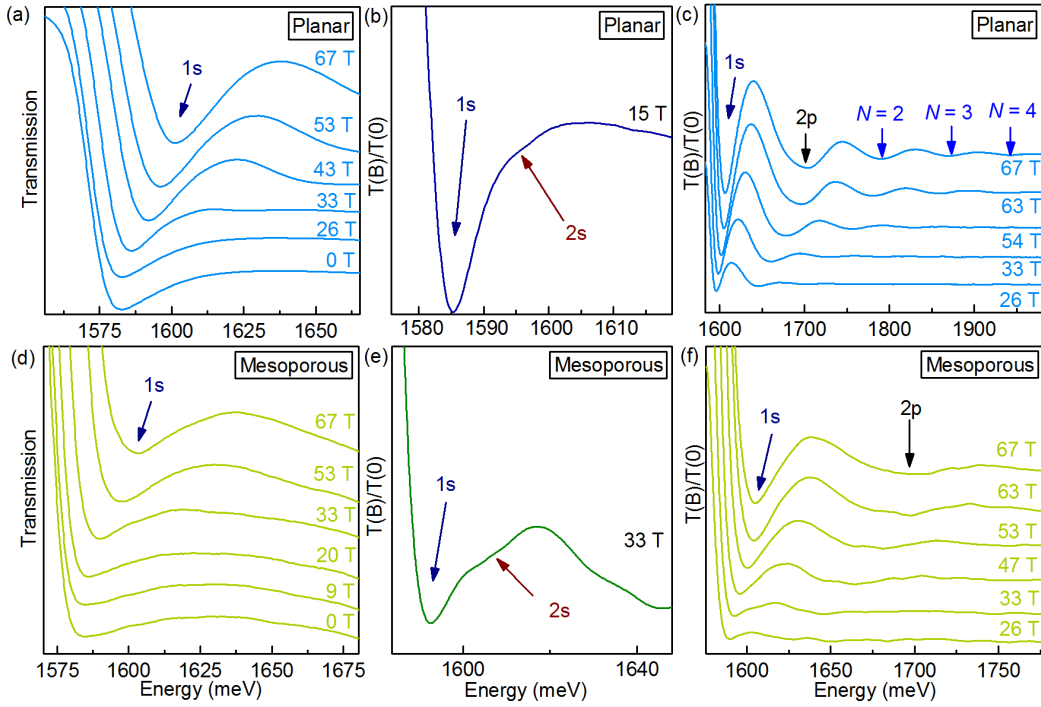 (a)
Planar
1s
67 T
53 T
43 T
33 T
26 T
0 T
Transmission
1575 1600 1625 1650
(b)
Planar
1s
15 T
2s
T(B)/T(0)
1580 1590 1600 1610
(c)
Planar
1s
2p
N = 2
N = 3
N = 4
67 T
63 T
54 T
33 T
26 T
T(B)/T(0)
1600 1700 1800 1900
(d)
Mesoporous
1s
67 T
53 T
33 T
20 T
9 T
0 T
Transmission
1575 1600 1625 1650 1675
Energy (meV)
(e)
Mesoporous
1s
33 T
2s
T(B)/T(0)
1600 1640
Energy (meV)
(f)
Mesoporous
1s
2p
67 T
63 T
53 T
47 T
33 T
26 T
T(B)/T(0)
1600 1650 1700 1750
Energy (meV)